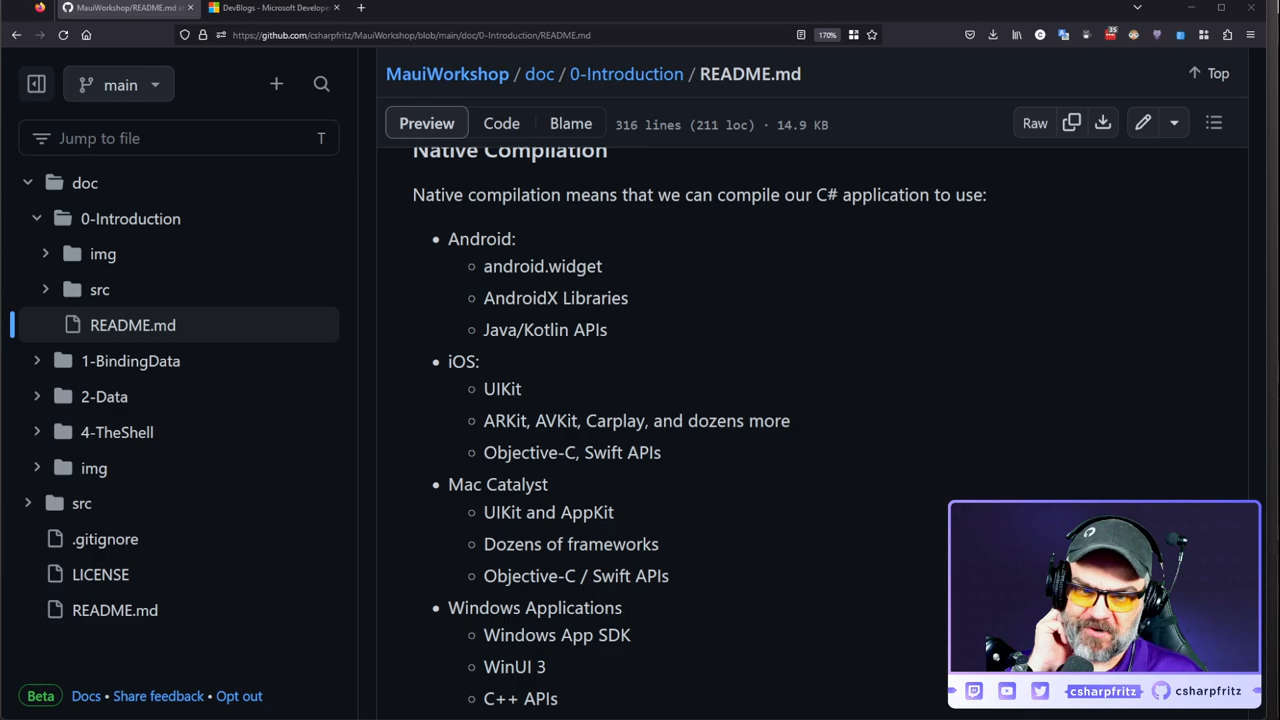 MauiWorkshop/README.md at
DevBlogs - Microsoft Develope
https://github.com/csharpfritz/MauiWorkshop/blob/main/doc/0-Introduction/README.md
170%
35
main
MauiWorkshop / doc / 0-Introduction / README.md
Top
Jump to file
T
Preview
Code
Blame
316 lines (211 loc) · 14.9 KB
Raw
doc
0-Introduction
img
src
README.md
1-BindingData
2-Data
4-TheShell
img
src
.gitignore
LICENSE
README.md
Beta
Docs • Share feedback • Opt out
Native Compilation
Native compilation means that we can compile our C# application to use:
Android:
android.widget
AndroidX Libraries
Java/Kotlin APIs
iOS:
UIKit
ARKit, AVKit, Carplay, and dozens more
Objective-C, Swift APIs
Mac Catalyst
UIKit and AppKit
Dozens of frameworks
Objective-C / Swift APIs
Windows Applications
Windows App SDK
WinUI 3
C++ APIs
csharpfritz
csharpfritz